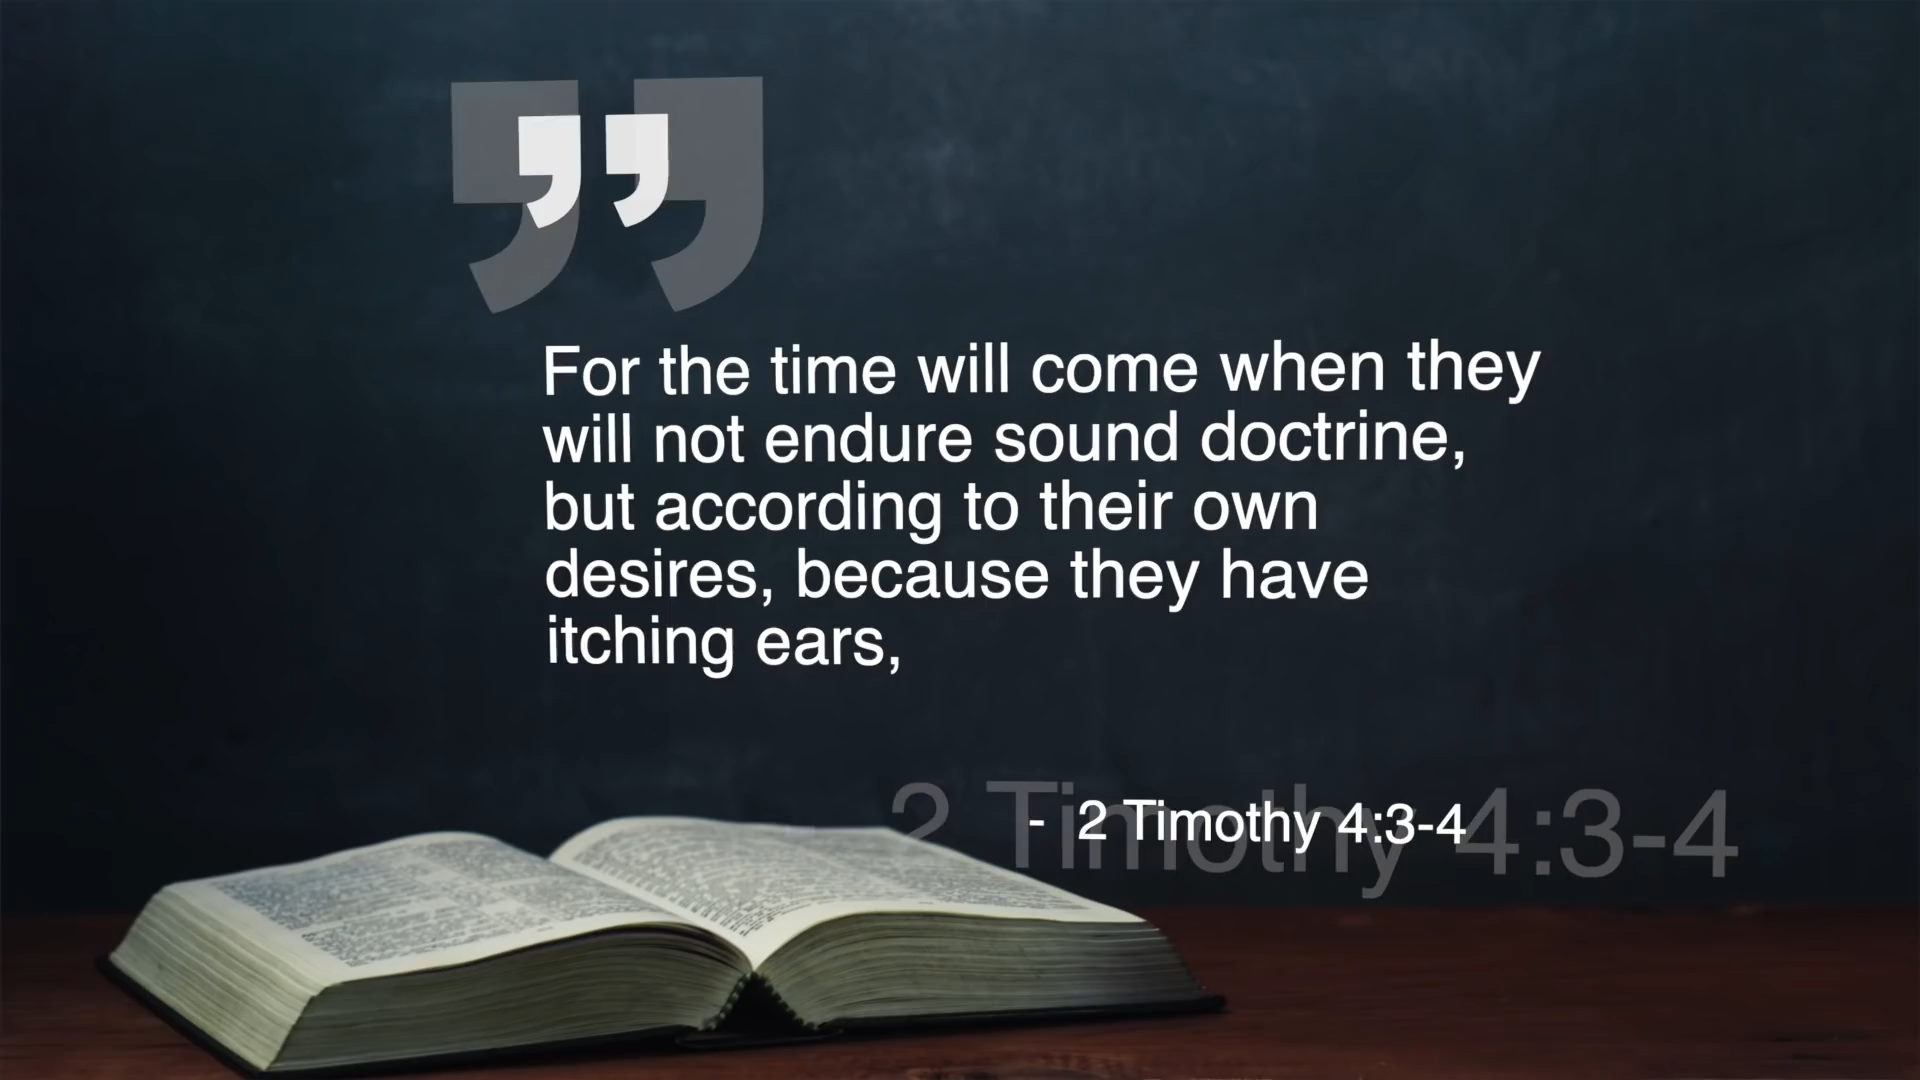 ”
For the time will come when they
will not endure sound doctrine,
but according to their own
desires, because they have
itching ears,
- 2 Timothy 4:3-4
2 Timothy 4:3-4